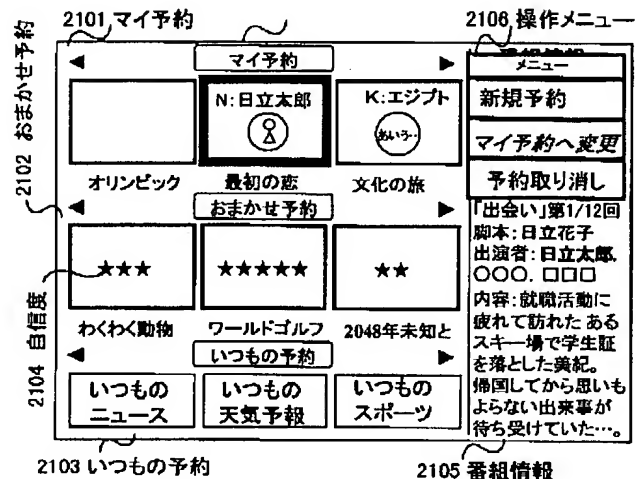 2101 マイ予約
2106 操作メニュー
マイ予約
メニュー
N:日立太郎
K:エジプト
あいう‥
新規予約
マイ予約へ変更
予約取り消し
オリンピック
最初の恋
文化の旅
2102 おまかせ予約
おまかせ予約
★★★
★★★★★
★★
「出会い」第1/12回
脚本:日立花子
出演者:日立太郎,
○○○, □□□
内容:就職活動に
疲れて訪れた ある
スキー場で学生証
を落とした美紀。
帰国してから思いも
よらない出来事が
待ち受けていた…。
2104 自信度
わくわく動物
ワールドゴルフ
2048年未知と
いつもの予約
いつもの
ニュース
いつもの
天気予報
いつもの
スポーツ
2103 いつもの予約
2105 番組情報